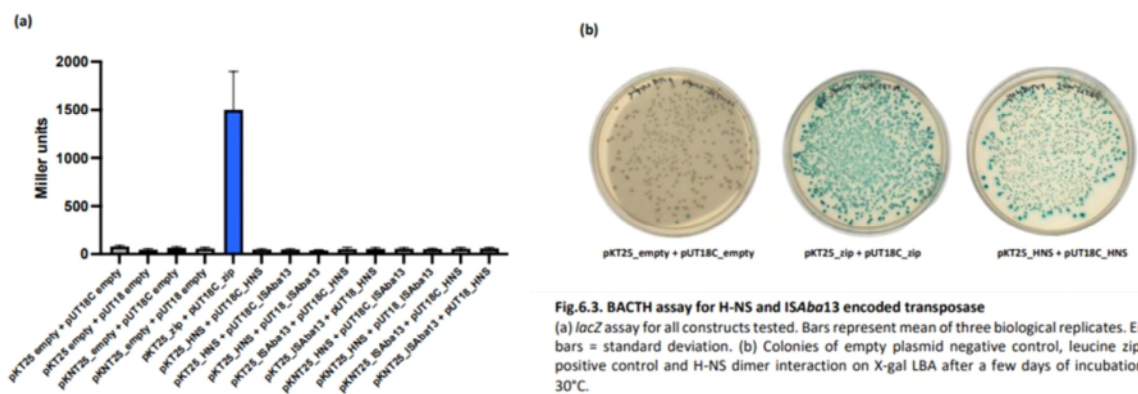 (a)
2000
1500
1000
500
0
Miller units
pKT25 empty + pUT18C empty
pKT25 empty + pUT18 empty
pKNT25_empty + pUT18C empty
pKNT25_empty + pUT18 empty
pKT25_zip + pUT18C_zip
pKT25_HNS + pUT18C_HNS
pKT25_HNS + pUT18C_ISAba13
pKT25_HNS + pUT18_ISAba13
pKT25_ISAba13 + pUT18C_HNS
pKT25_ISAba13 + pUT18_HNS
pKNT25_HNS + pUT18C_ISAba13
pKNT25_HNS + pUT18_ISAba13
pKNT25_ISAba13 + pUT18C_HNS
pKNT25_ISAba13 + pUT18_HNS
(b)
pKT25_empty + pUT18C_empty
pKT25_zip + pUT18C_zip
pKT25_HNS + pUT18C_HNS
Fig.6.3. BACTH assay for H-NS and ISAba13 encoded transposase
(a) lacZ assay for all constructs tested. Bars represent mean of three biological replicates.
bars = standard deviation. (b) Colonies of empty plasmid negative control, leucine zip
positive control and H-NS dimer interaction on X-gal LBA after a few days of incubation
30°C.